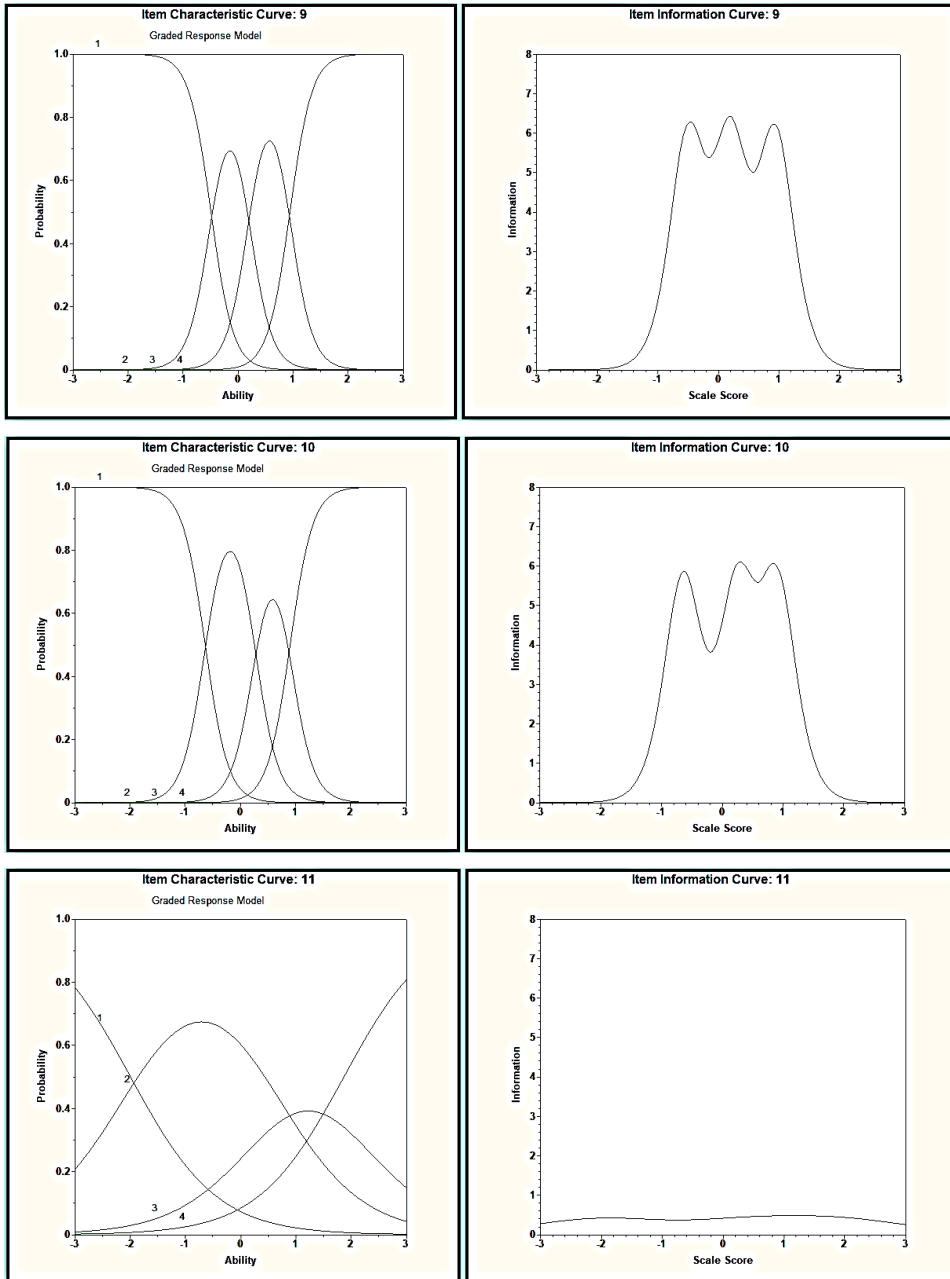 Item Characteristic Curve: 9
Graded Response Model
1
1.0
0.8
0.6
0.4
0.2
0
Probability
2 3 4
-3 -2 -1 0 1 2 3
Ability
Item Information Curve: 9
8
7
6
5
4
3
2
1
0
Information
-3 -2 -1 0 1 2 3
Scale Score
Item Characteristic Curve: 10
Graded Response Model
1
1.0
0.8
0.6
0.4
0.2
0
Probability
2 3 4
-3 -2 -1 0 1 2 3
Ability
Item Information Curve: 10
8
7
6
5
4
3
2
1
0
Information
-3 -2 -1 0 1 2 3
Scale Score
Item Characteristic Curve: 11
Graded Response Model
1.0
0.8
0.6
0.4
0.2
0
Probability
1
2
3
4
-3 -2 -1 0 1 2 3
Ability
Item Information Curve: 11
8
7
6
5
4
3
2
1
0
Information
-3 -2 -1 0 1 2 3
Scale Score